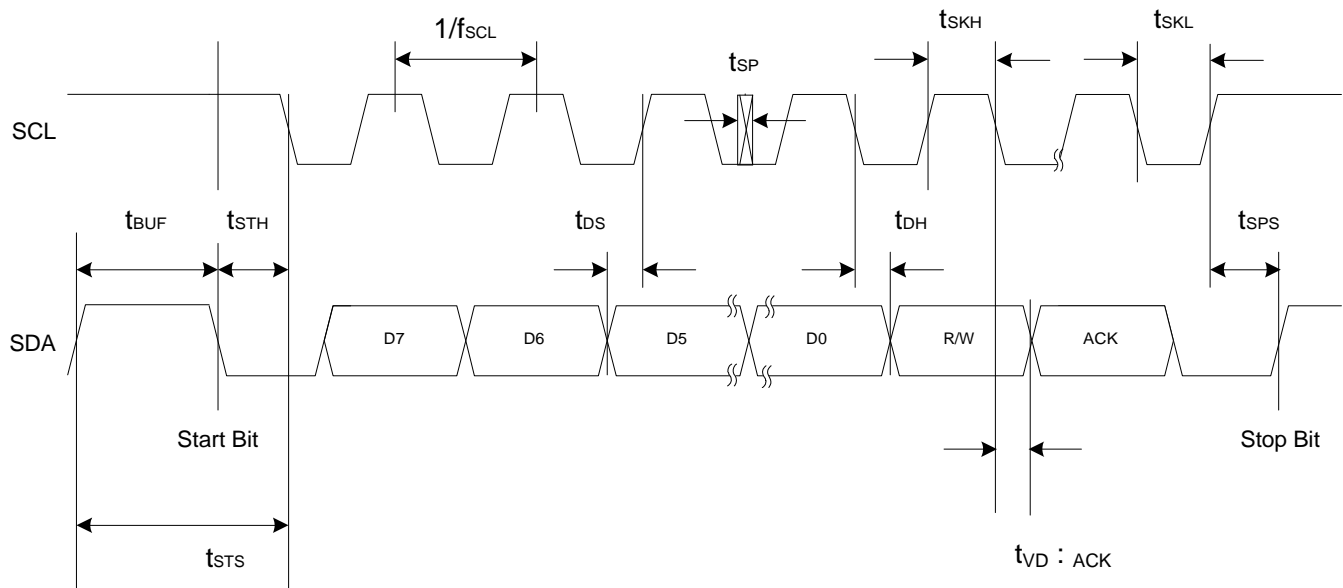 1/fSCL
tSKH
tSKL
tSP
SCL
tBUF
tSTH
tDS
tDH
tSPS
SDA
D7
D6
D5
D0
R/W
ACK
Start Bit
Stop Bit
tSTS
tVD : ACK